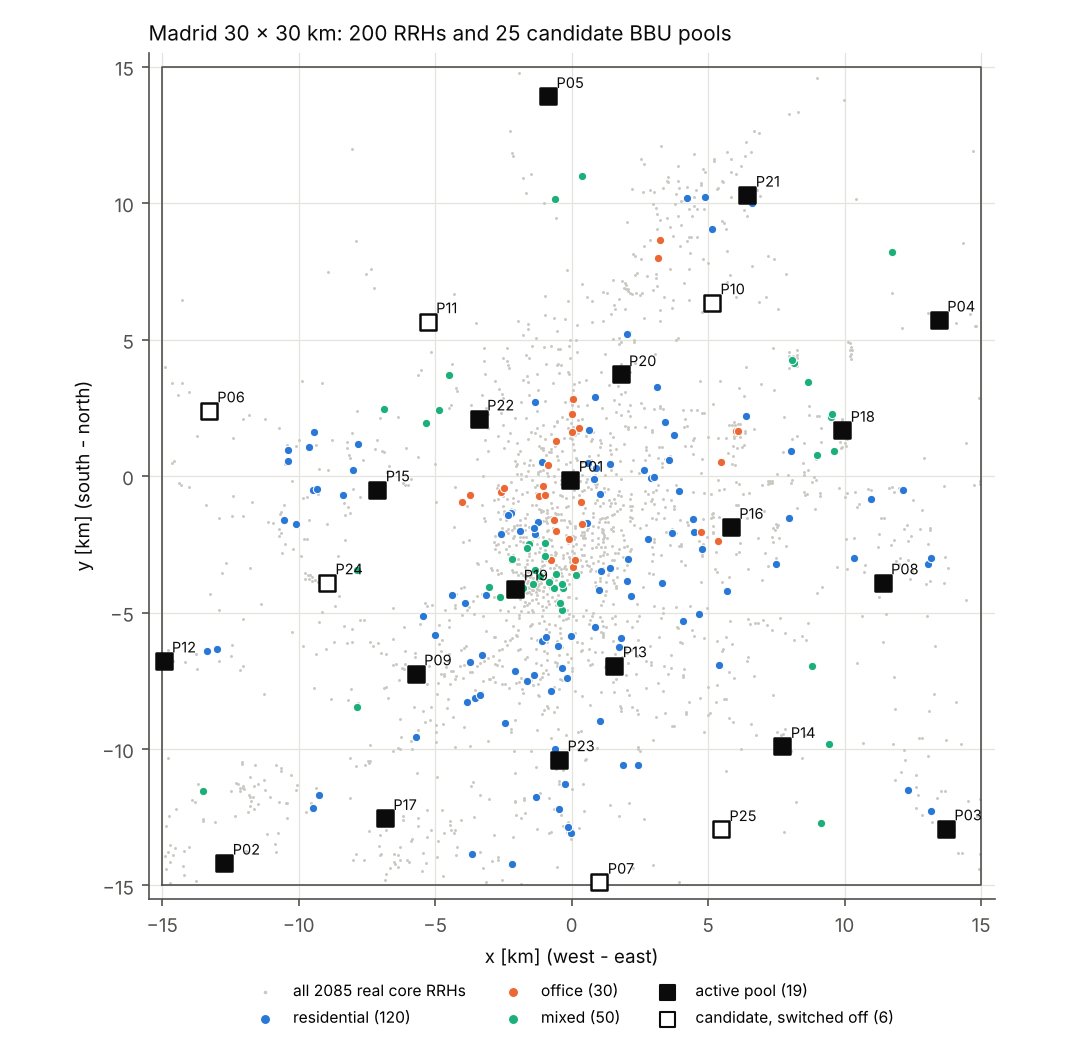 Madrid 30 × 30 km: 200 RRHs and 25 candidate BBU pools
15
P05
P21
10
P10
P04
P11
5
P20
P06
P22
P18
y [km] (south - north)
P01
0
P15
P16
P24
P19
P08
−5
P12
P13
P09
P14
P23
−10
P17
P25
P03
P02
P07
−15
−15
−10
−5
0
5
10
15
x [km] (west - east)
all 2085 real core RRHs
office (30)
active pool (19)
residential (120)
mixed (50)
candidate, switched off (6)